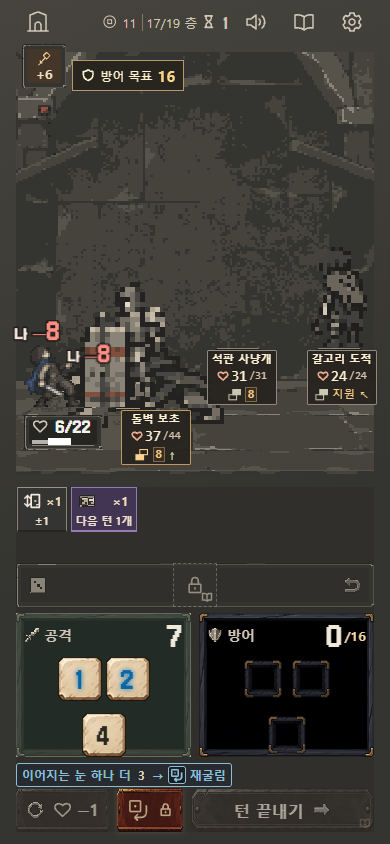 11 17/19 층 1
+6
방어 목표 16
나 -8
나 -8
석판 사냥개
31/31
8
갈고리 도적
24/24
지원 ↖
6/22
돌벽 보초
37/44
8 ↑
×1
±1
×1
다음 턴 1개
공격 7
방어 0/16
1 2
4
이어지는 눈 하나 더 3 → 재굴림
-1
턴 끝내기 →